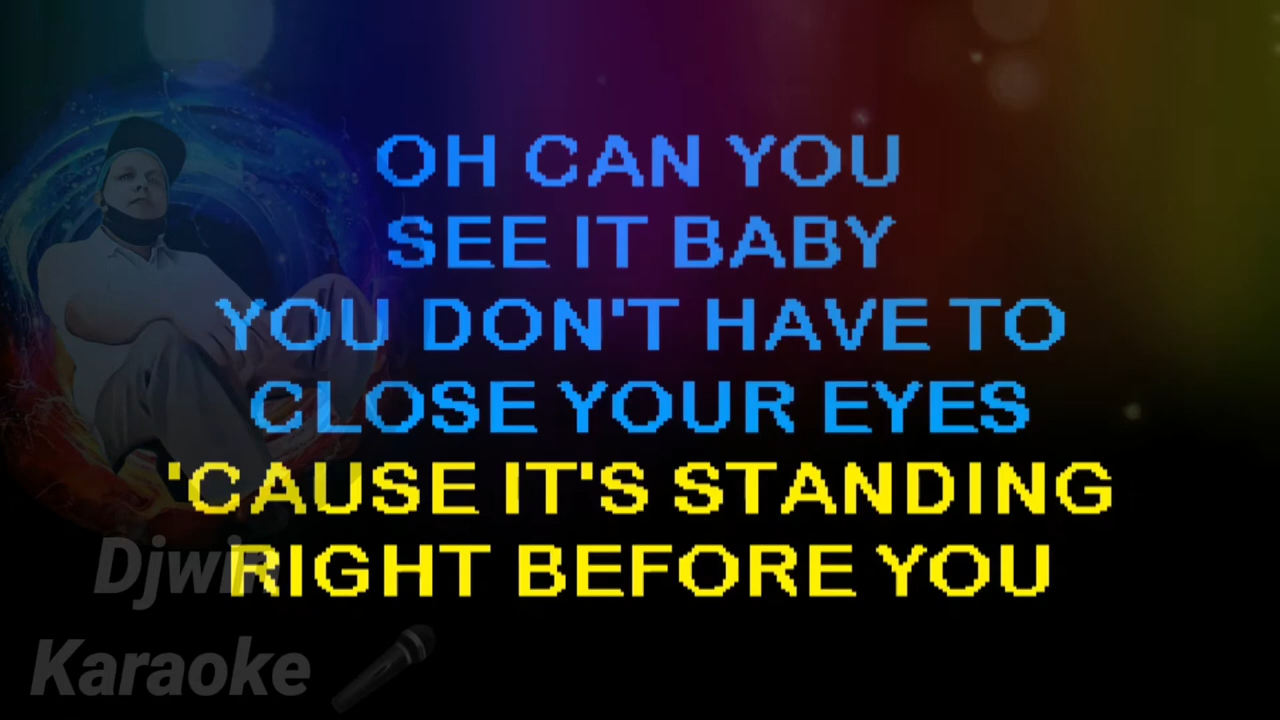 OH CAN YOU
SEE IT BABY
YOU DON'T HAVE TO
CLOSE YOUR EYES
'CAUSE IT'S STANDING
RIGHT BEFORE YOU
Djwin
Karaoke